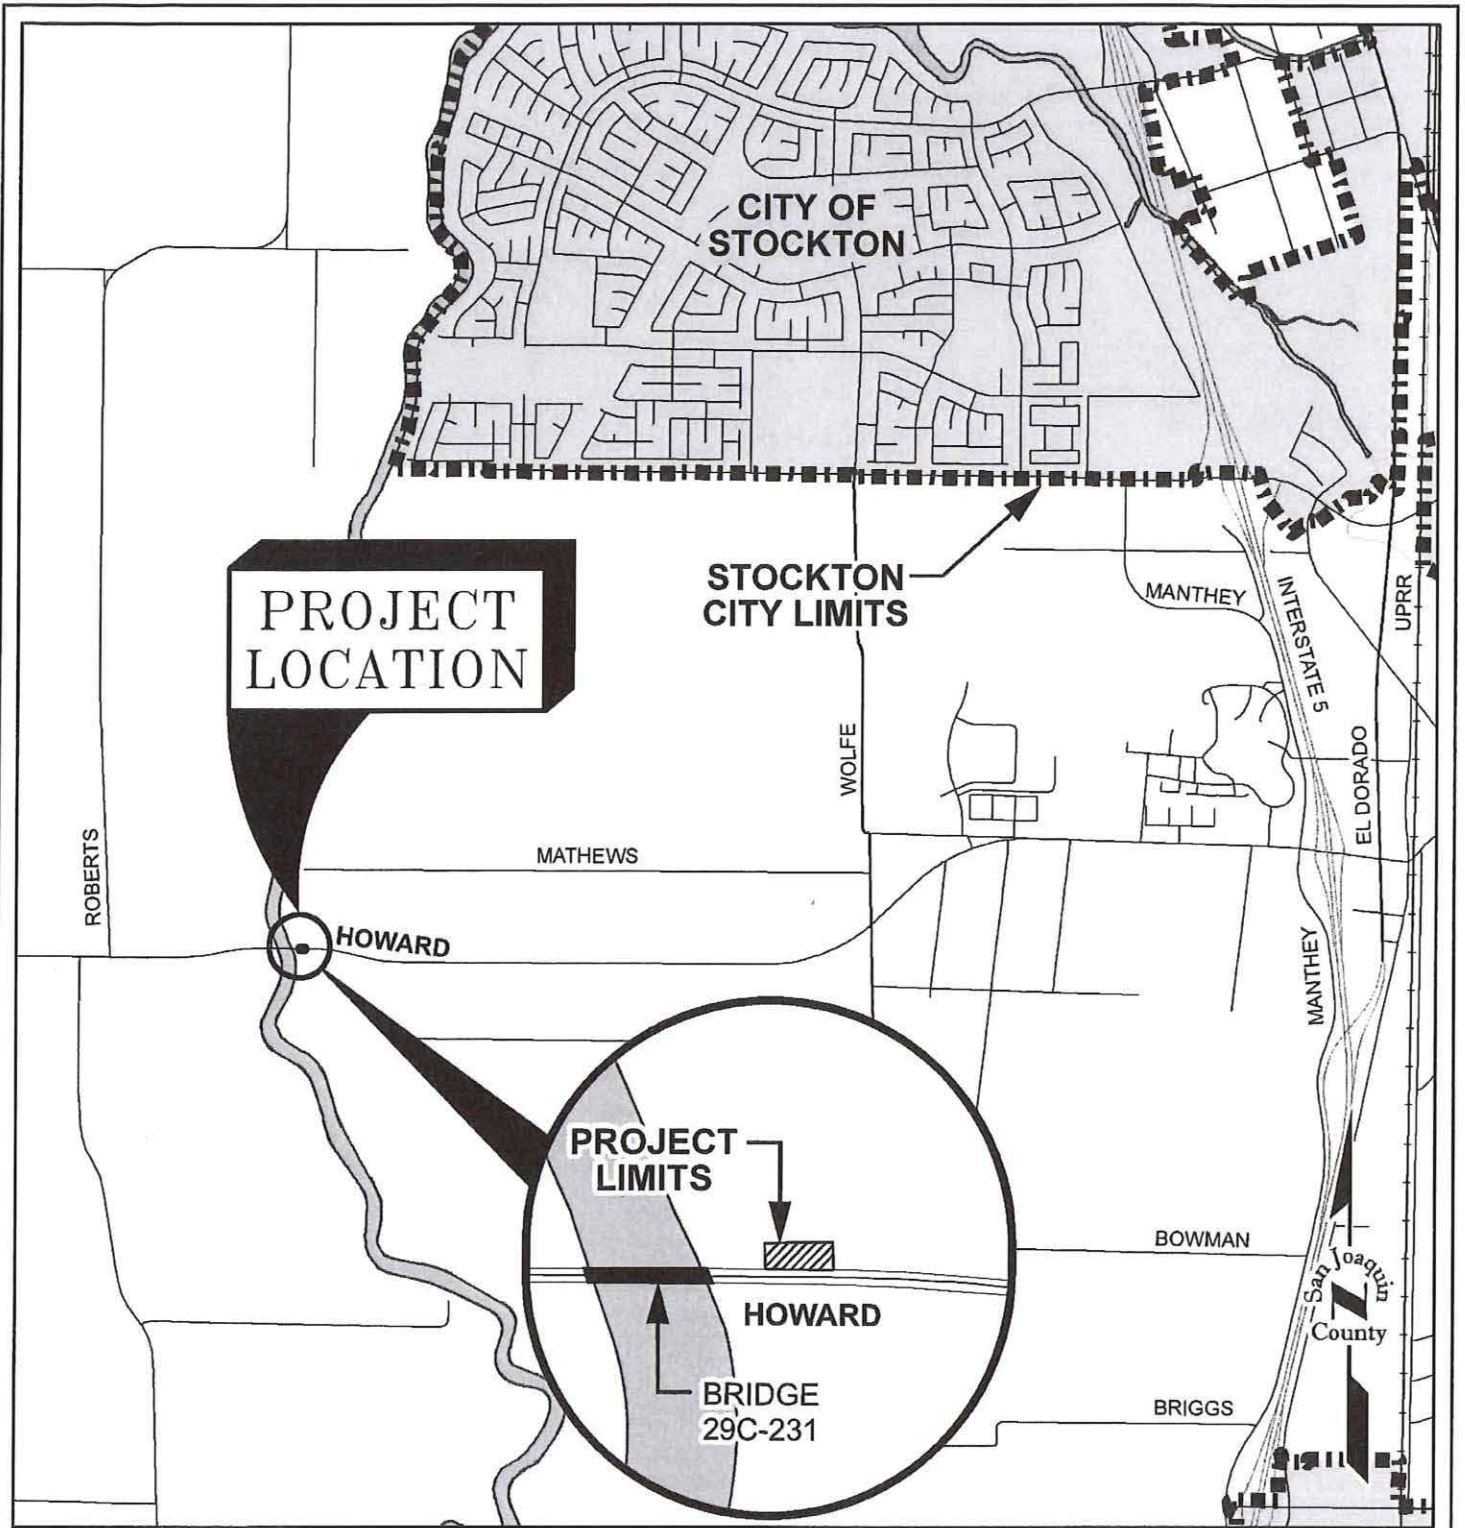 CITY OF
STOCKTON
STOCKTON
CITY LIMITS
MANTHEY
INTERSTATE 5
UPRR
PROJECT
LOCATION
WOLFE
EL DORADO
ROBERTS
MATHEWS
HOWARD
MANTHEY
PROJECT
LIMITS
HOWARD
BRIDGE
29C-231
BOWMAN
San Joaquin
County
BRIGGS